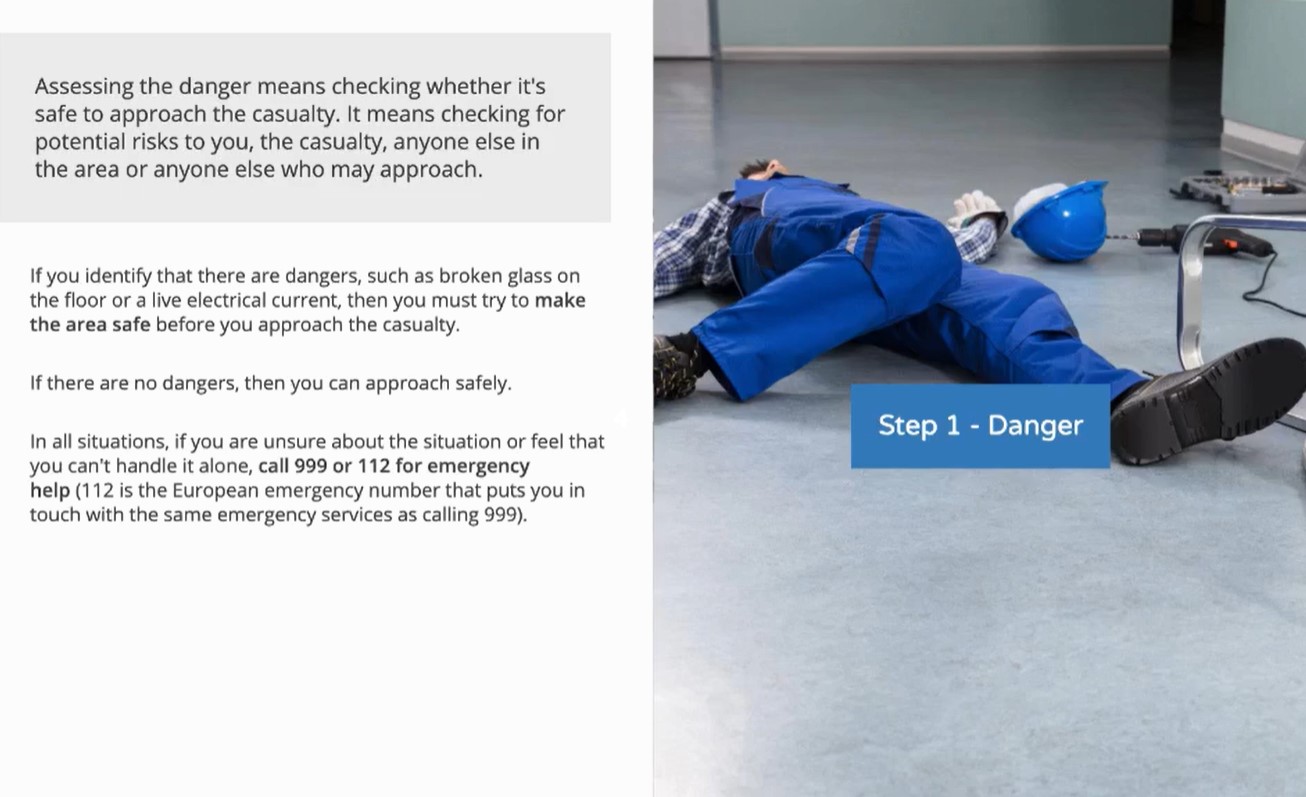 Assessing the danger means checking whether it's
safe to approach the casualty. It means checking for
potential risks to you, the casualty, anyone else in
the area or anyone else who may approach.
If you identify that there are dangers, such as broken glass on
the floor or a live electrical current, then you must try to make
the area safe before you approach the casualty.
If there are no dangers, then you can approach safely.
In all situations, if you are unsure about the situation or feel that
you can't handle it alone, call 999 or 112 for emergency
help (112 is the European emergency number that puts you in
touch with the same emergency services as calling 999).
Step 1 - Danger